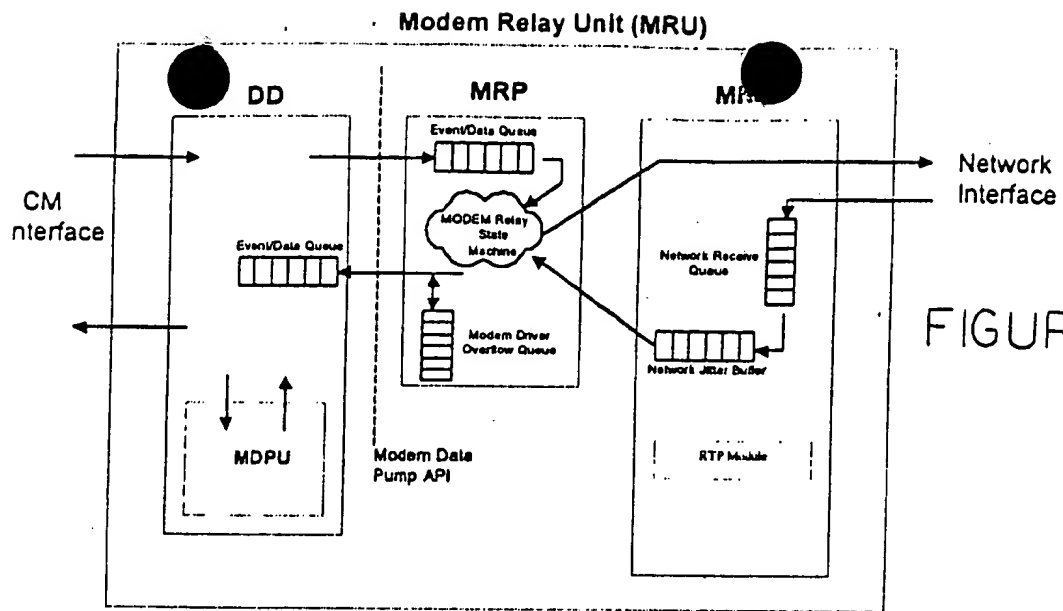 Modem Relay Unit (MRU)
DD
MRP
Event/Data Queue
MODEM Relay
State
Machine
Event/Data Queue
Modem Driver
Overflow Queue
Network Receive
Queue
Network Jitter Buffer
RTP Module
MDPU
Modem Data
Pump API
CM
nterface
Network
Interface
FIGUR